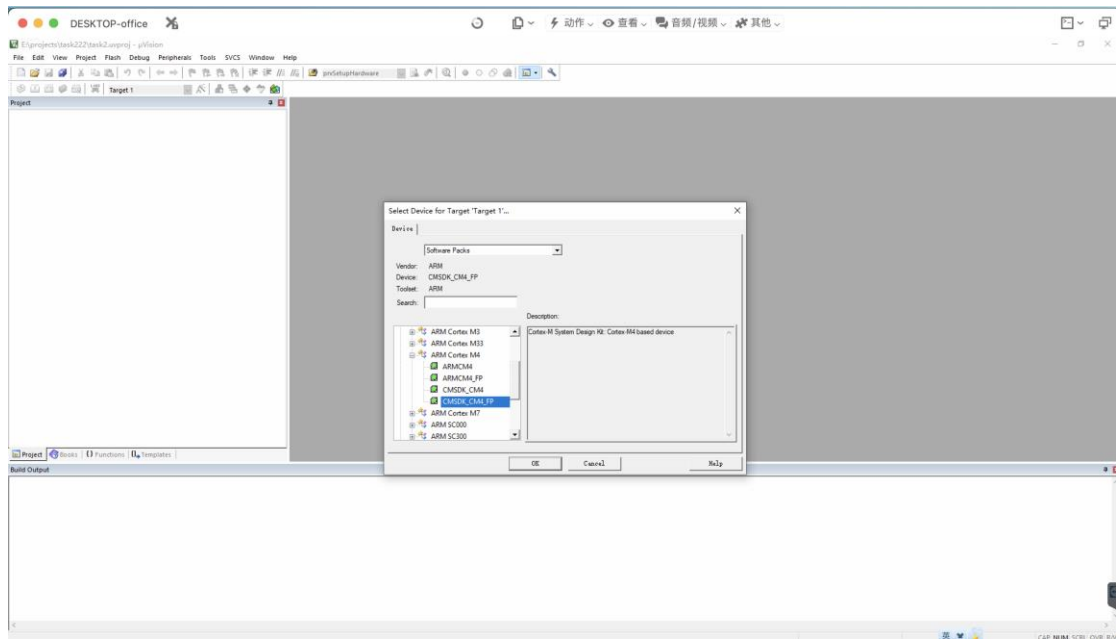 DESKTOP-office
动作
查看
音频/视频
其他
E:\projects\task222\task2.uvproj - µVision
File Edit View Project Flash Debug Peripherals Tools SVCS Window Help
prvSetupHardware
Target 1
Project
Select Device for Target 'Target 1'...
Device
Software Packs
Vendor: ARM
Device: CMSDK_CM4_FP
Toolset: ARM
Search:
Description:
ARM Cortex M3
Cortex-M System Design Kit: Cortex-M4 based device
ARM Cortex M33
ARM Cortex M4
ARMCM4
ARMCM4_FP
CMSDK_CM4
CMSDK_CM4_FP
ARM Cortex M7
ARM SC000
ARM SC300
OK Cancel Help
Project Books {} Functions Templates
Build Output
英
CAP NUM SCRL OVR R/W